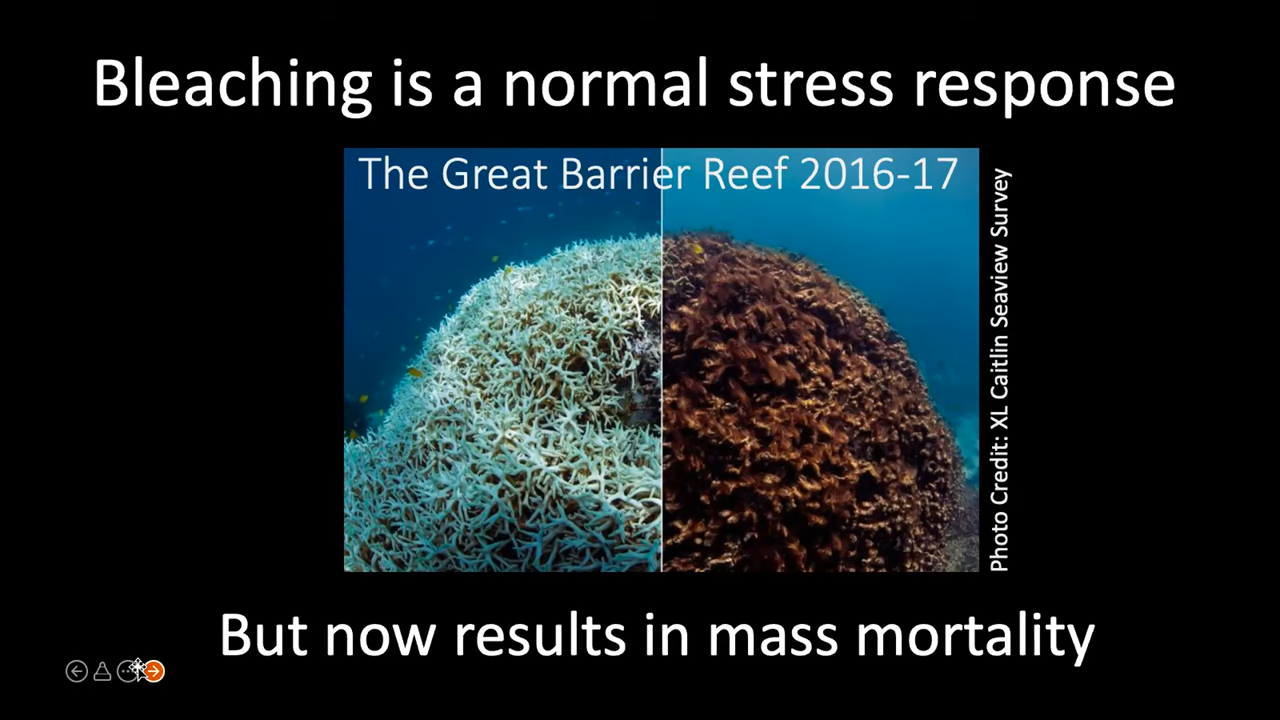 Bleaching is a normal stress response
The Great Barrier Reef 2016-17
Photo Credit: XL Caitlin Seaview Survey
But now results in mass mortality